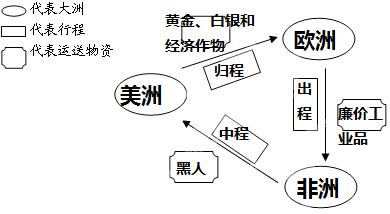 代表大洲
代表行程
代表运送物资
黄金、白银和
经济作物
欧洲
归程
美洲
出程
廉价工
业品
中程
黑人
非洲